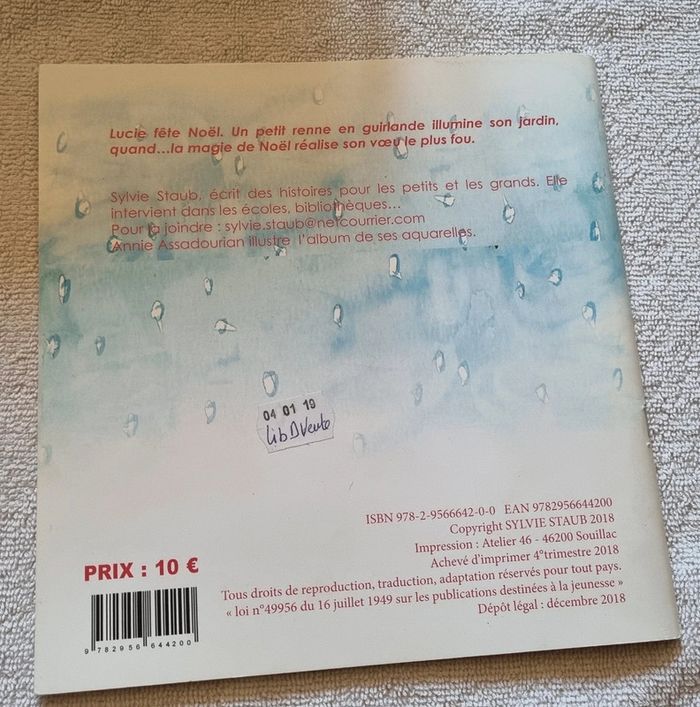 Lucie fête Noël. Un petit renne en guirlande illumine son jardin,
quand...la magie de Noël réalise son vœu le plus fou.
Sylvie Staub, écrit des histoires pour les petits et les grands. Elle
intervient dans les écoles, bibliothèques...
Pour la joindre : sylvie.staub@netcourrier.com
Annie Assadourian illustre l'album de ses aquarelles.
04 01 19
Lib DVente
ISBN 978-2-9566642-0-0 EAN 9782956644200
Copyright SYLVIE STAUB 2018
Impression : Atelier 46 - 46200 Souillac
Achevé d'imprimer 4°trimestre 2018
Tous droits de reproduction, traduction, adaptation réservés pour tout pays.
« loi n°49956 du 16 juillet 1949 sur les publications destinées à la jeunesse »
Dépôt légal : décembre 2018
PRIX : 10 €
9 782956 644200